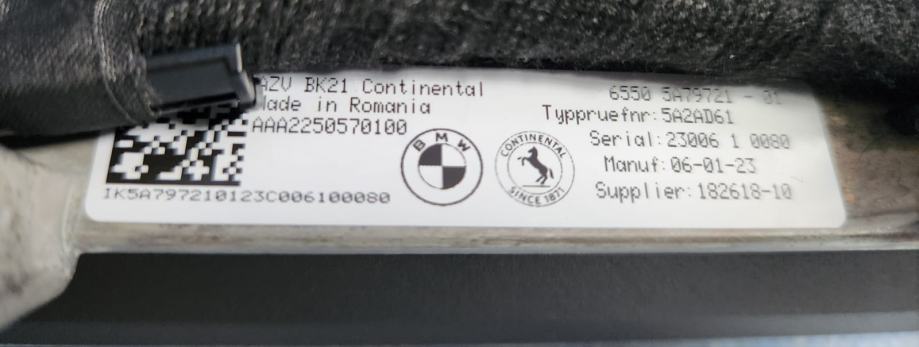 AZV BK21 Continental
Made in Romania
AAA2250570100
IK5A797210123C006100080
BMW
CONTINENTAL
SINCE 1871
6550 5A79721 - 01
Typpruefnr:5A2AD61
Serial:23006 1 0080
Manuf:06-01-23
Supplier:182618-10